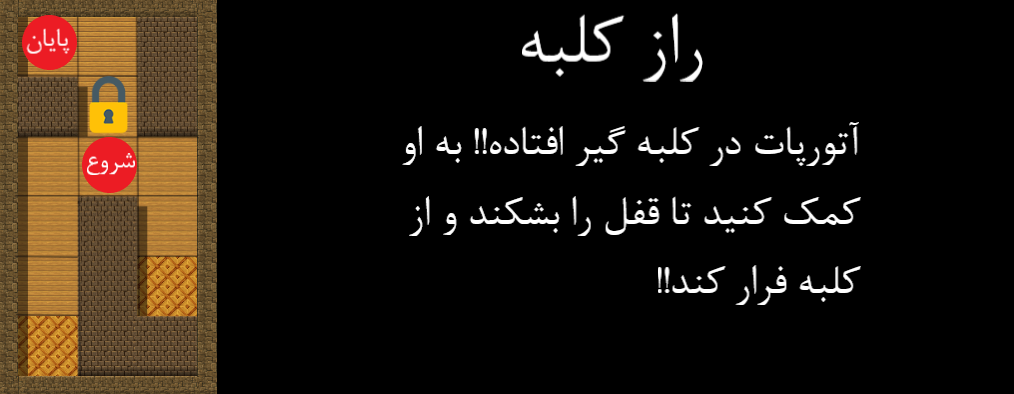 راز کلبه
آتورپات در کلبه گیر افتاده!! به او
کمک کنید تا قفل را بشکند و از
کلبه فرار کند!!
پایان
شروع